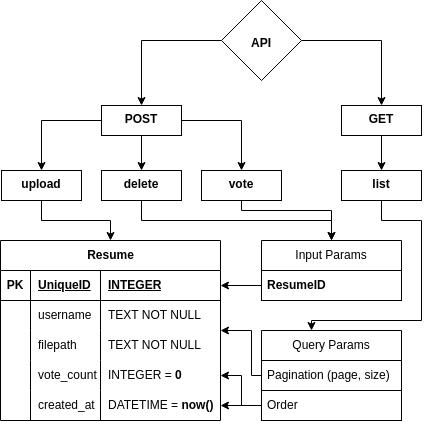 API
POST
GET
upload
delete
vote
list
Resume
PK UniqueID INTEGER
username TEXT NOT NULL
filepath TEXT NOT NULL
vote_count INTEGER = 0
created_at DATETIME = now()
Input Params
ResumeID
Query Params
Pagination (page, size)
Order